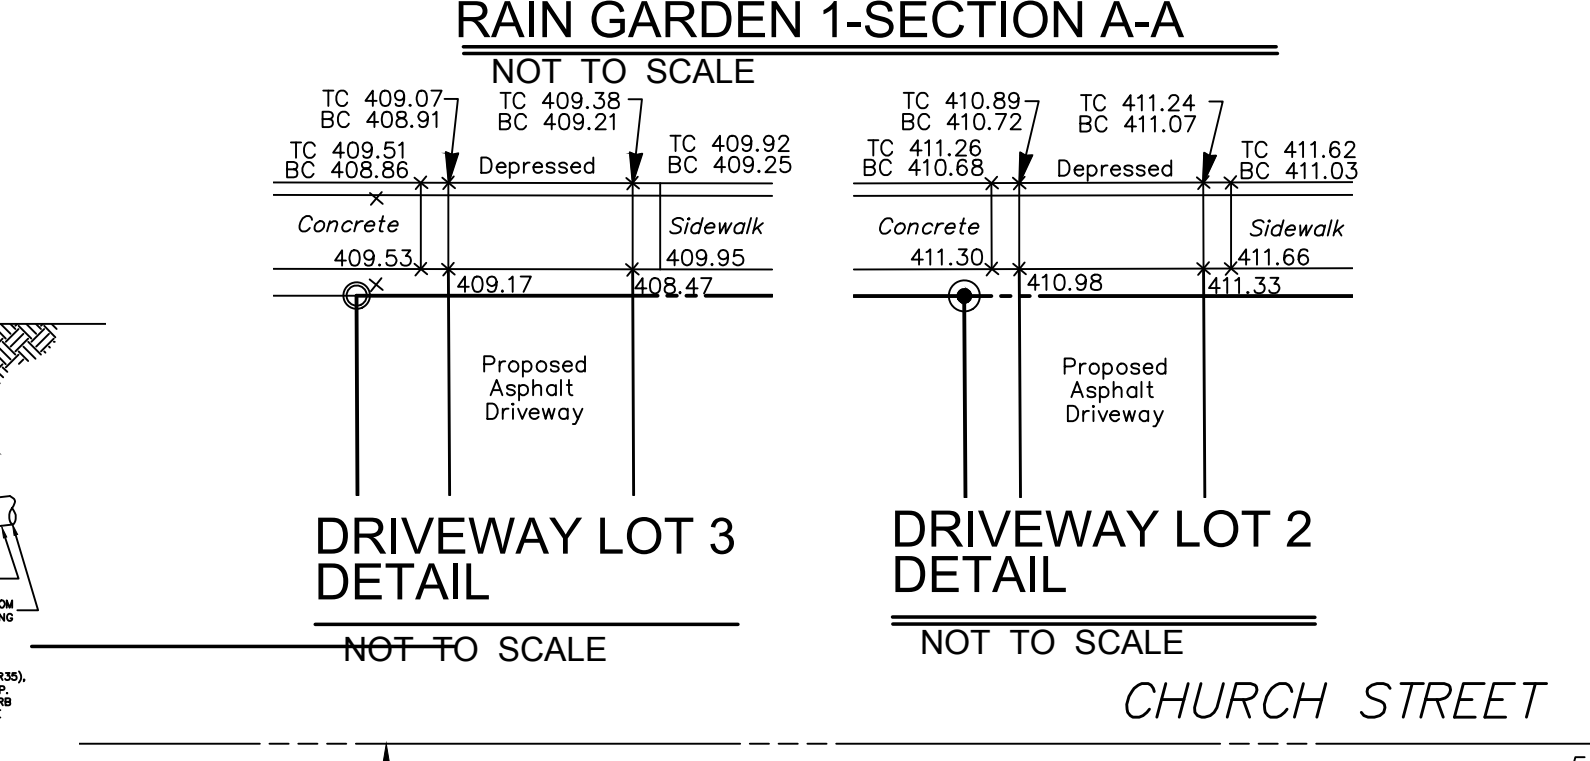 RAIN GARDEN 1-SECTION A-A
NOT TO SCALE
TC 409.07
BC 408.91
TC 409.38
BC 409.21
TC 409.51
BC 408.86
Depressed
TC 409.92
BC 409.25
Concrete
Sidewalk
409.53
409.95
409.17
408.47
Proposed
Asphalt
Driveway
DRIVEWAY LOT 3
DETAIL
NOT TO SCALE
TC 410.89
BC 410.72
TC 411.24
BC 411.07
TC 411.26
BC 410.68
Depressed
TC 411.62
BC 411.03
Concrete
Sidewalk
411.30
411.66
410.98
411.33
Proposed
Asphalt
Driveway
DRIVEWAY LOT 2
DETAIL
NOT TO SCALE
OM
NG
R35),
P.
RB
CHURCH STREET